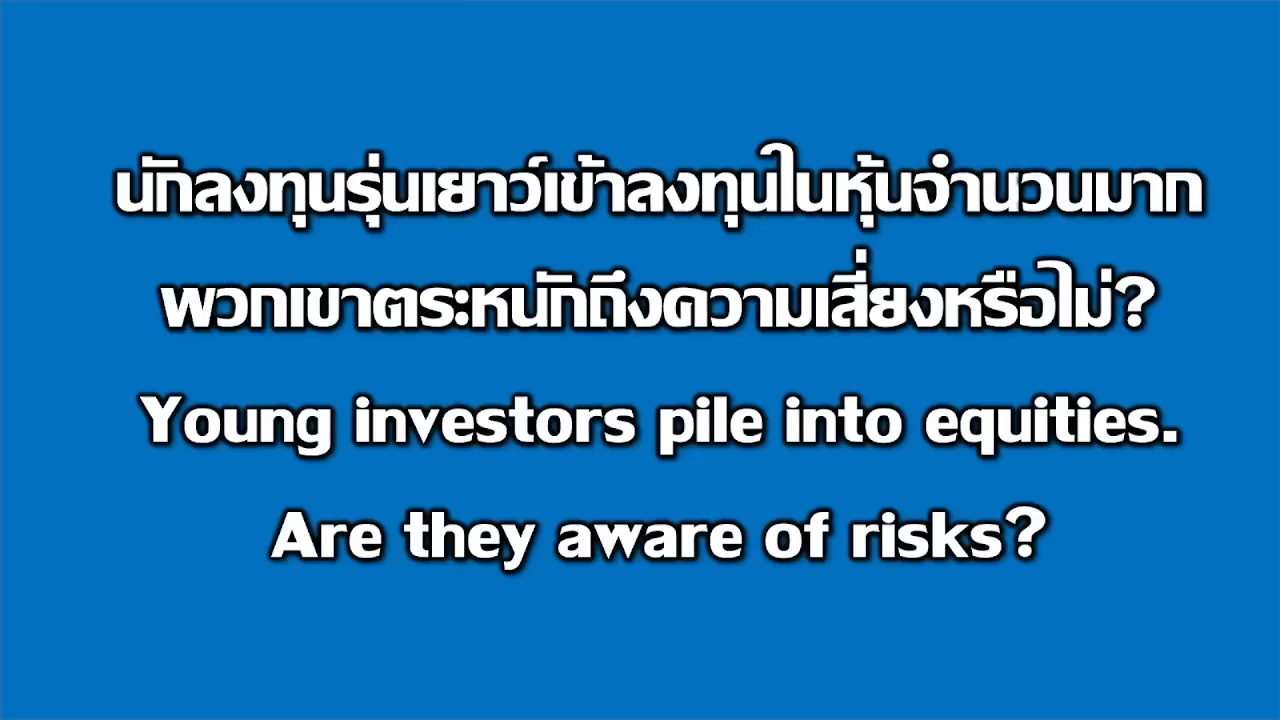 นักลงทุนรุ่นเยาว์เข้าลงทุนในหุ้นจำนวนมาก
พวกเขาตระหนักถึงความเสี่ยงหรือไม่?
Young investors pile into equities.
Are they aware of risks?